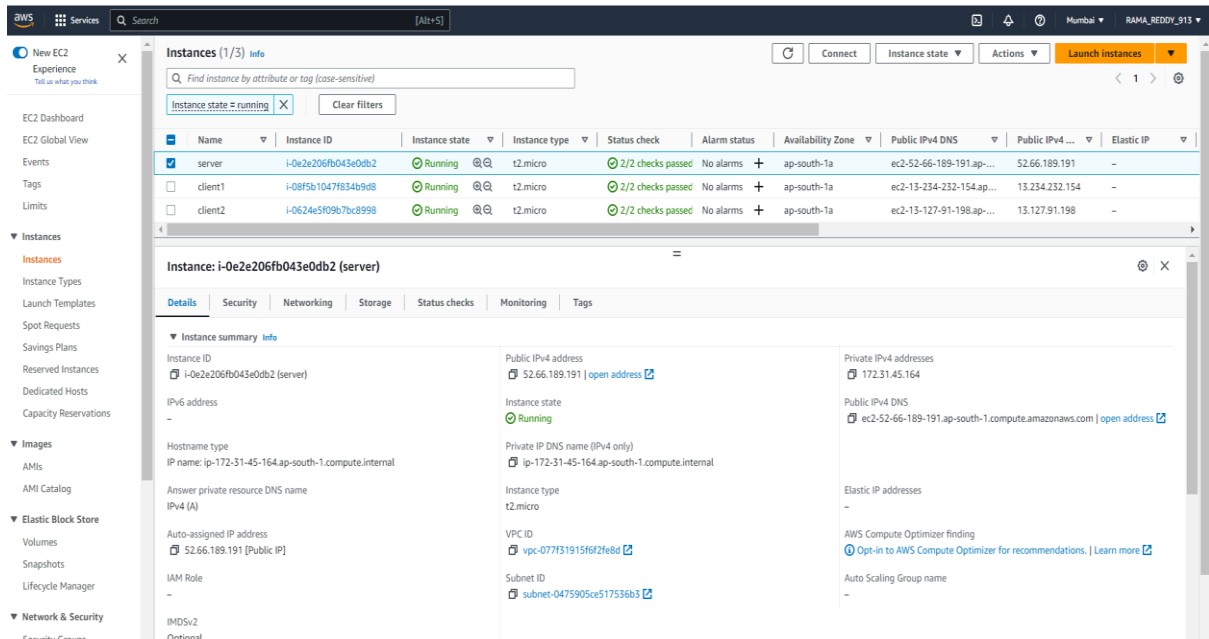 aws Services Search [Alt+S] Mumbai ▼ RAMA_REDDY_913 ▼
New EC2
Experience
Tell us what you think
EC2 Dashboard
EC2 Global View
Events
Tags
Limits
▼ Instances
Instances
Instance Types
Launch Templates
Spot Requests
Savings Plans
Reserved Instances
Dedicated Hosts
Capacity Reservations
▼ Images
AMIs
AMI Catalog
▼ Elastic Block Store
Volumes
Snapshots
Lifecycle Manager
▼ Network & Security
Security Groups
Instances (1/3) Info Connect Instance state ▼ Actions ▼ Launch instances ▼
Find instance by attribute or tag (case-sensitive) < 1 >
Instance state = running X Clear filters
Name Instance ID Instance state Instance type Status check Alarm status Availability Zone Public IPv4 DNS Public IPv4 ... Elastic IP
server i-0e2e206fb043e0db2 Running t2.micro 2/2 checks passed No alarms + ap-south-1a ec2-52-66-189-191.ap-... 52.66.189.191 –
client1 i-08f5b1047f834b9d8 Running t2.micro 2/2 checks passed No alarms + ap-south-1a ec2-13-234-232-154.ap... 13.234.232.154 –
client2 i-0624e5f09b7bc8998 Running t2.micro 2/2 checks passed No alarms + ap-south-1a ec2-13-127-91-198.ap-... 13.127.91.198 –
Instance: i-0e2e206fb043e0db2 (server)
Details Security Networking Storage Status checks Monitoring Tags
▼ Instance summary Info
Instance ID Public IPv4 address Private IPv4 addresses
i-0e2e206fb043e0db2 (server) 52.66.189.191 | open address 172.31.45.164
IPv6 address Instance state Public IPv4 DNS
– Running ec2-52-66-189-191.ap-south-1.compute.amazonaws.com | open address
Hostname type Private IP DNS name (IPv4 only)
IP name: ip-172-31-45-164.ap-south-1.compute.internal ip-172-31-45-164.ap-south-1.compute.internal
Answer private resource DNS name Instance type Elastic IP addresses
IPv4 (A) t2.micro –
Auto-assigned IP address VPC ID AWS Compute Optimizer finding
52.66.189.191 [Public IP] vpc-077f31915f6f2fe8d Opt-in to AWS Compute Optimizer for recommendations. | Learn more
IAM Role Subnet ID Auto Scaling Group name
– subnet-0475905ce517536b3 –
IMDSv2
Optional